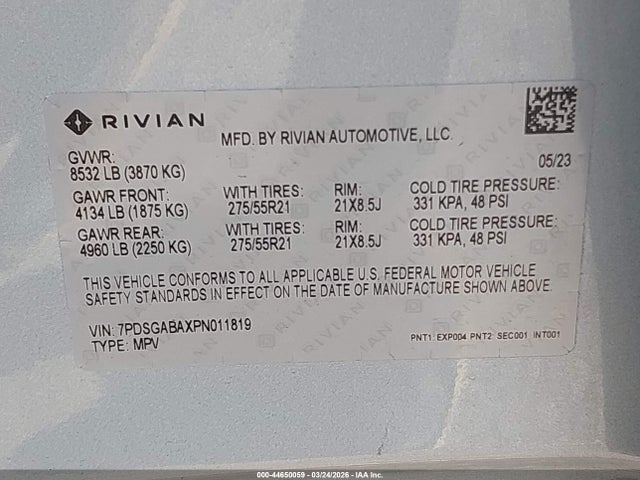 RIVIAN
MFD. BY RIVIAN AUTOMOTIVE, LLC.
GVWR:
8532 LB (3870 KG)
05/23
GAWR FRONT: WITH TIRES: RIM: COLD TIRE PRESSURE:
4134 LB (1875 KG) 275/55R21 21X8.5J 331 KPA, 48 PSI
GAWR REAR: WITH TIRES: RIM: COLD TIRE PRESSURE:
4960 LB (2250 KG) 275/55R21 21X8.5J 331 KPA, 48 PSI
THIS VEHICLE CONFORMS TO ALL APPLICABLE U.S. FEDERAL MOTOR VEHICLE
SAFETY STANDARDS IN EFFECT ON THE DATE OF MANUFACTURE SHOWN ABOVE.
VIN: 7PDSGABAXPN011819
TYPE: MPV
PNT1: EXP004 PNT2: SEC001 INT001
000-44650059 - 03/24/2026 - IAA Inc.